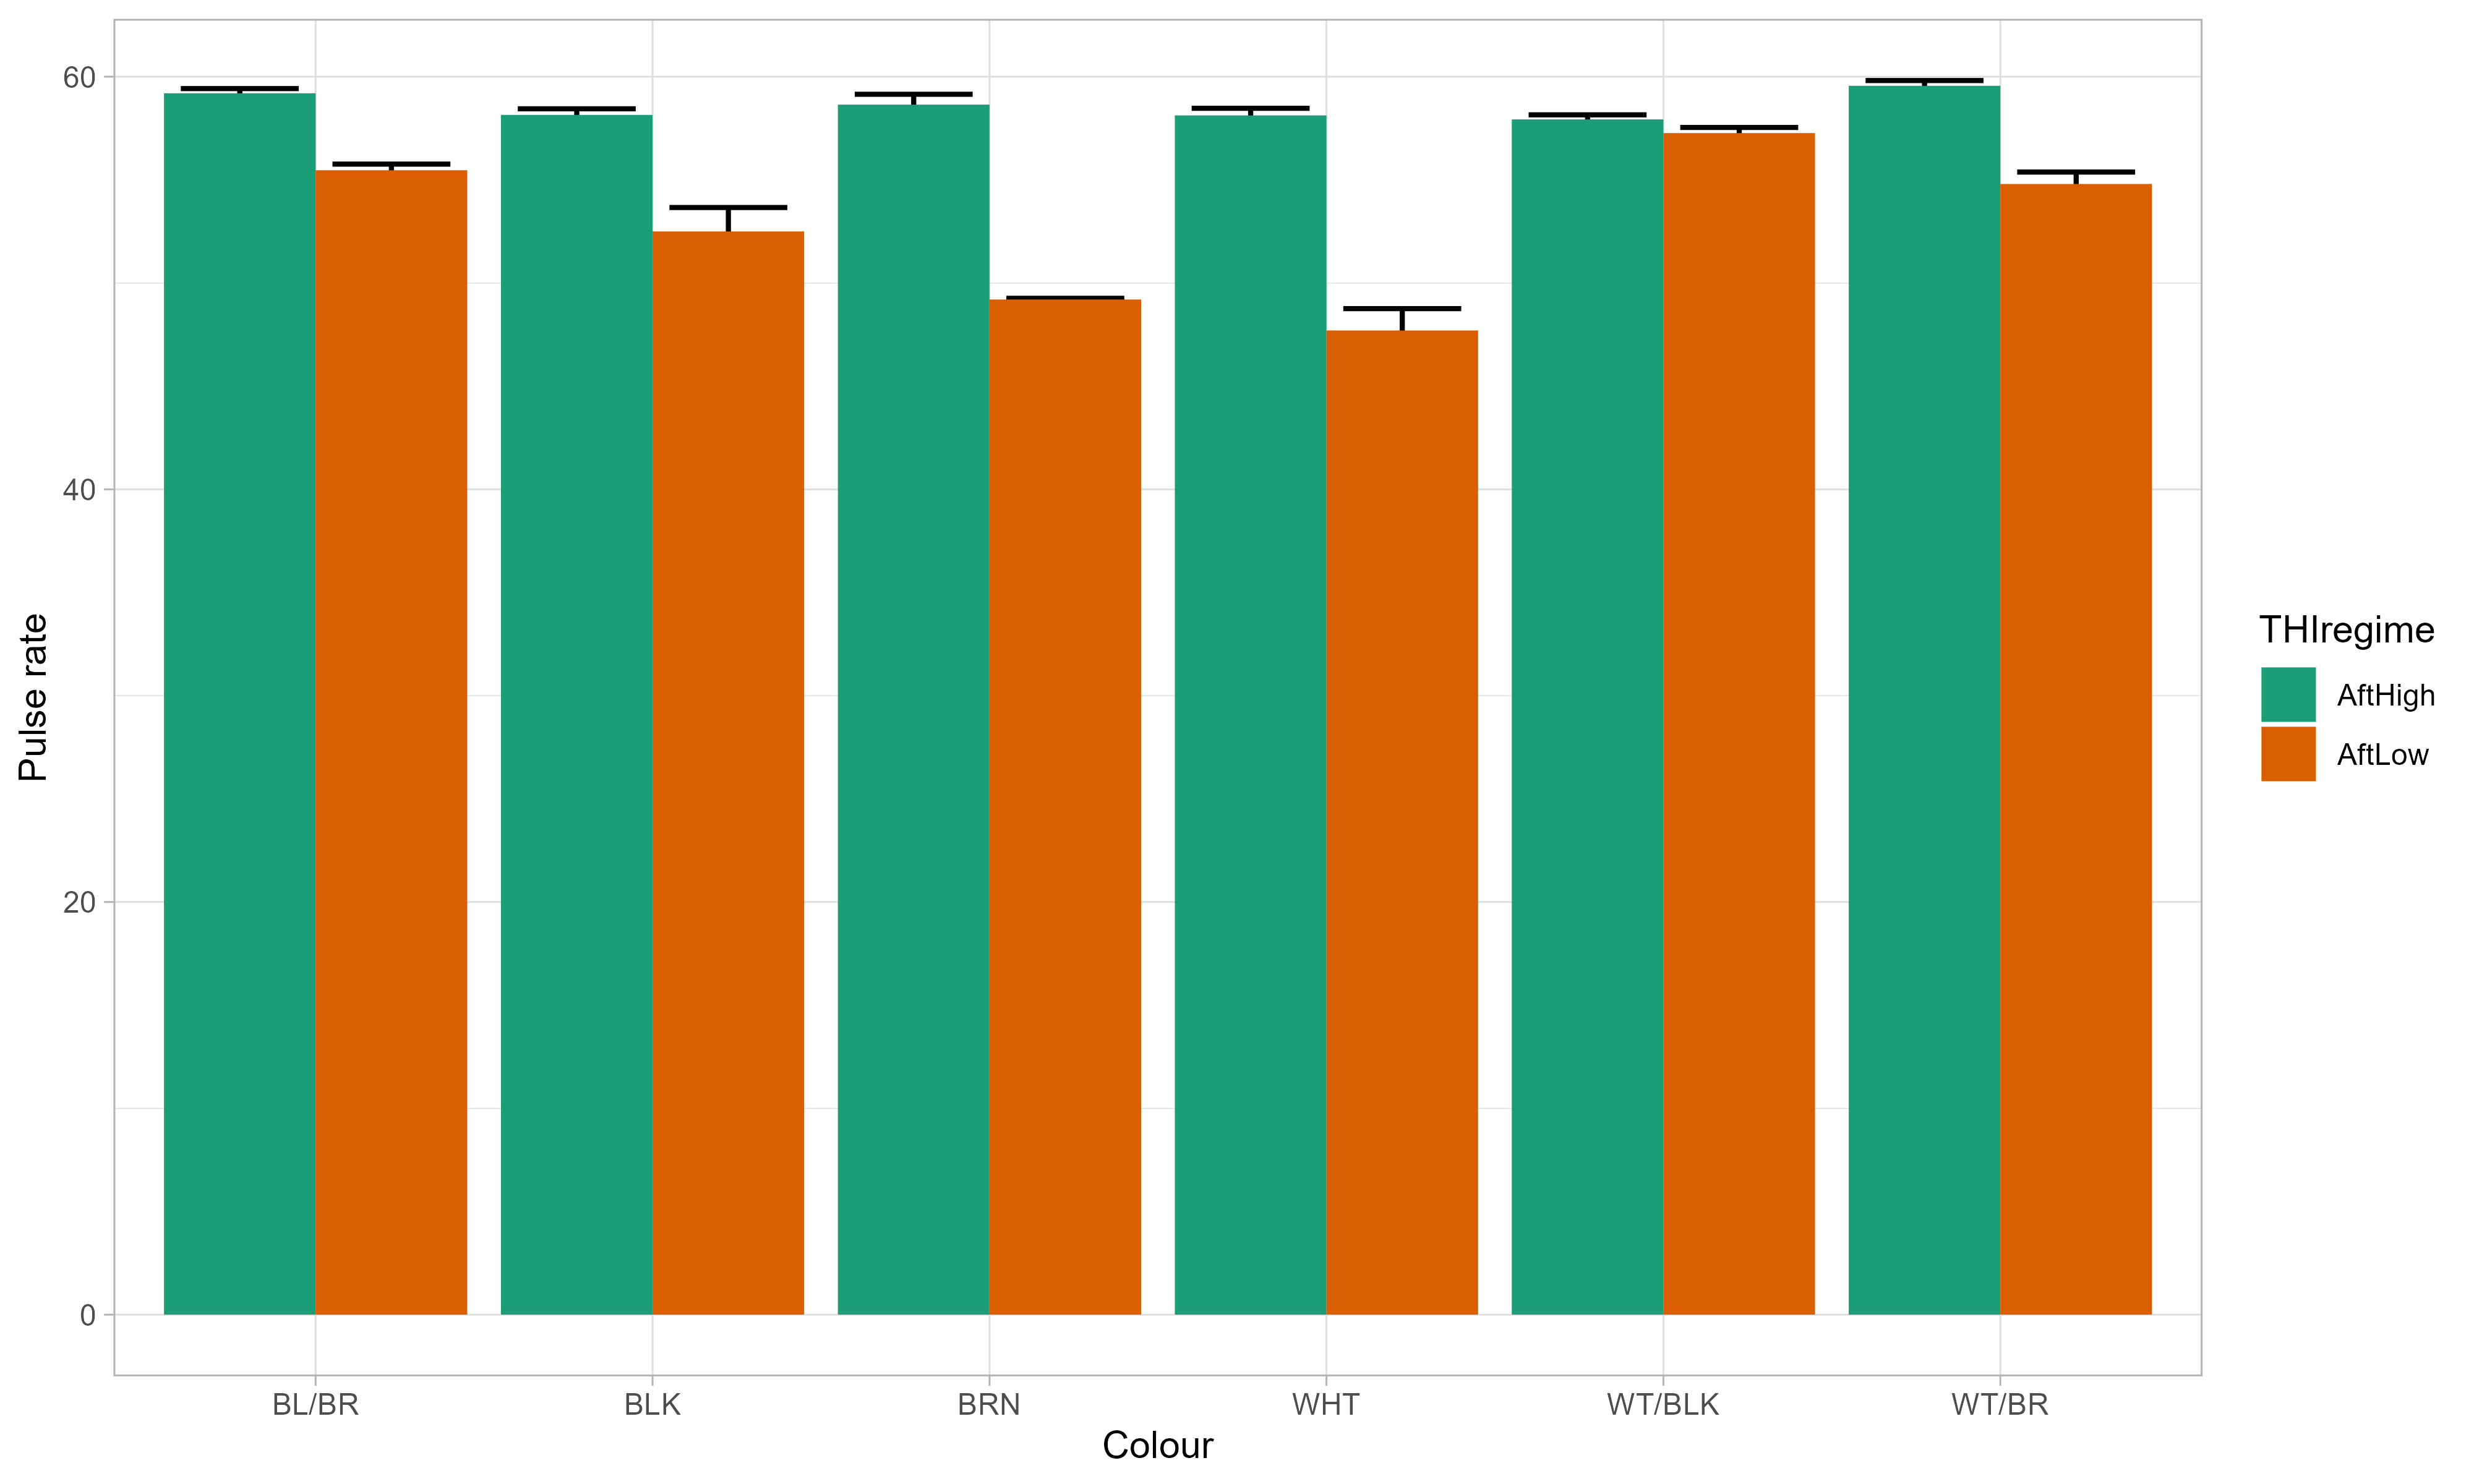 60
40
20
0
Pulse rate
BL/BR BLK BRN WHT WT/BLK WT/BR
Colour
THIregime
AftHigh
AftLow